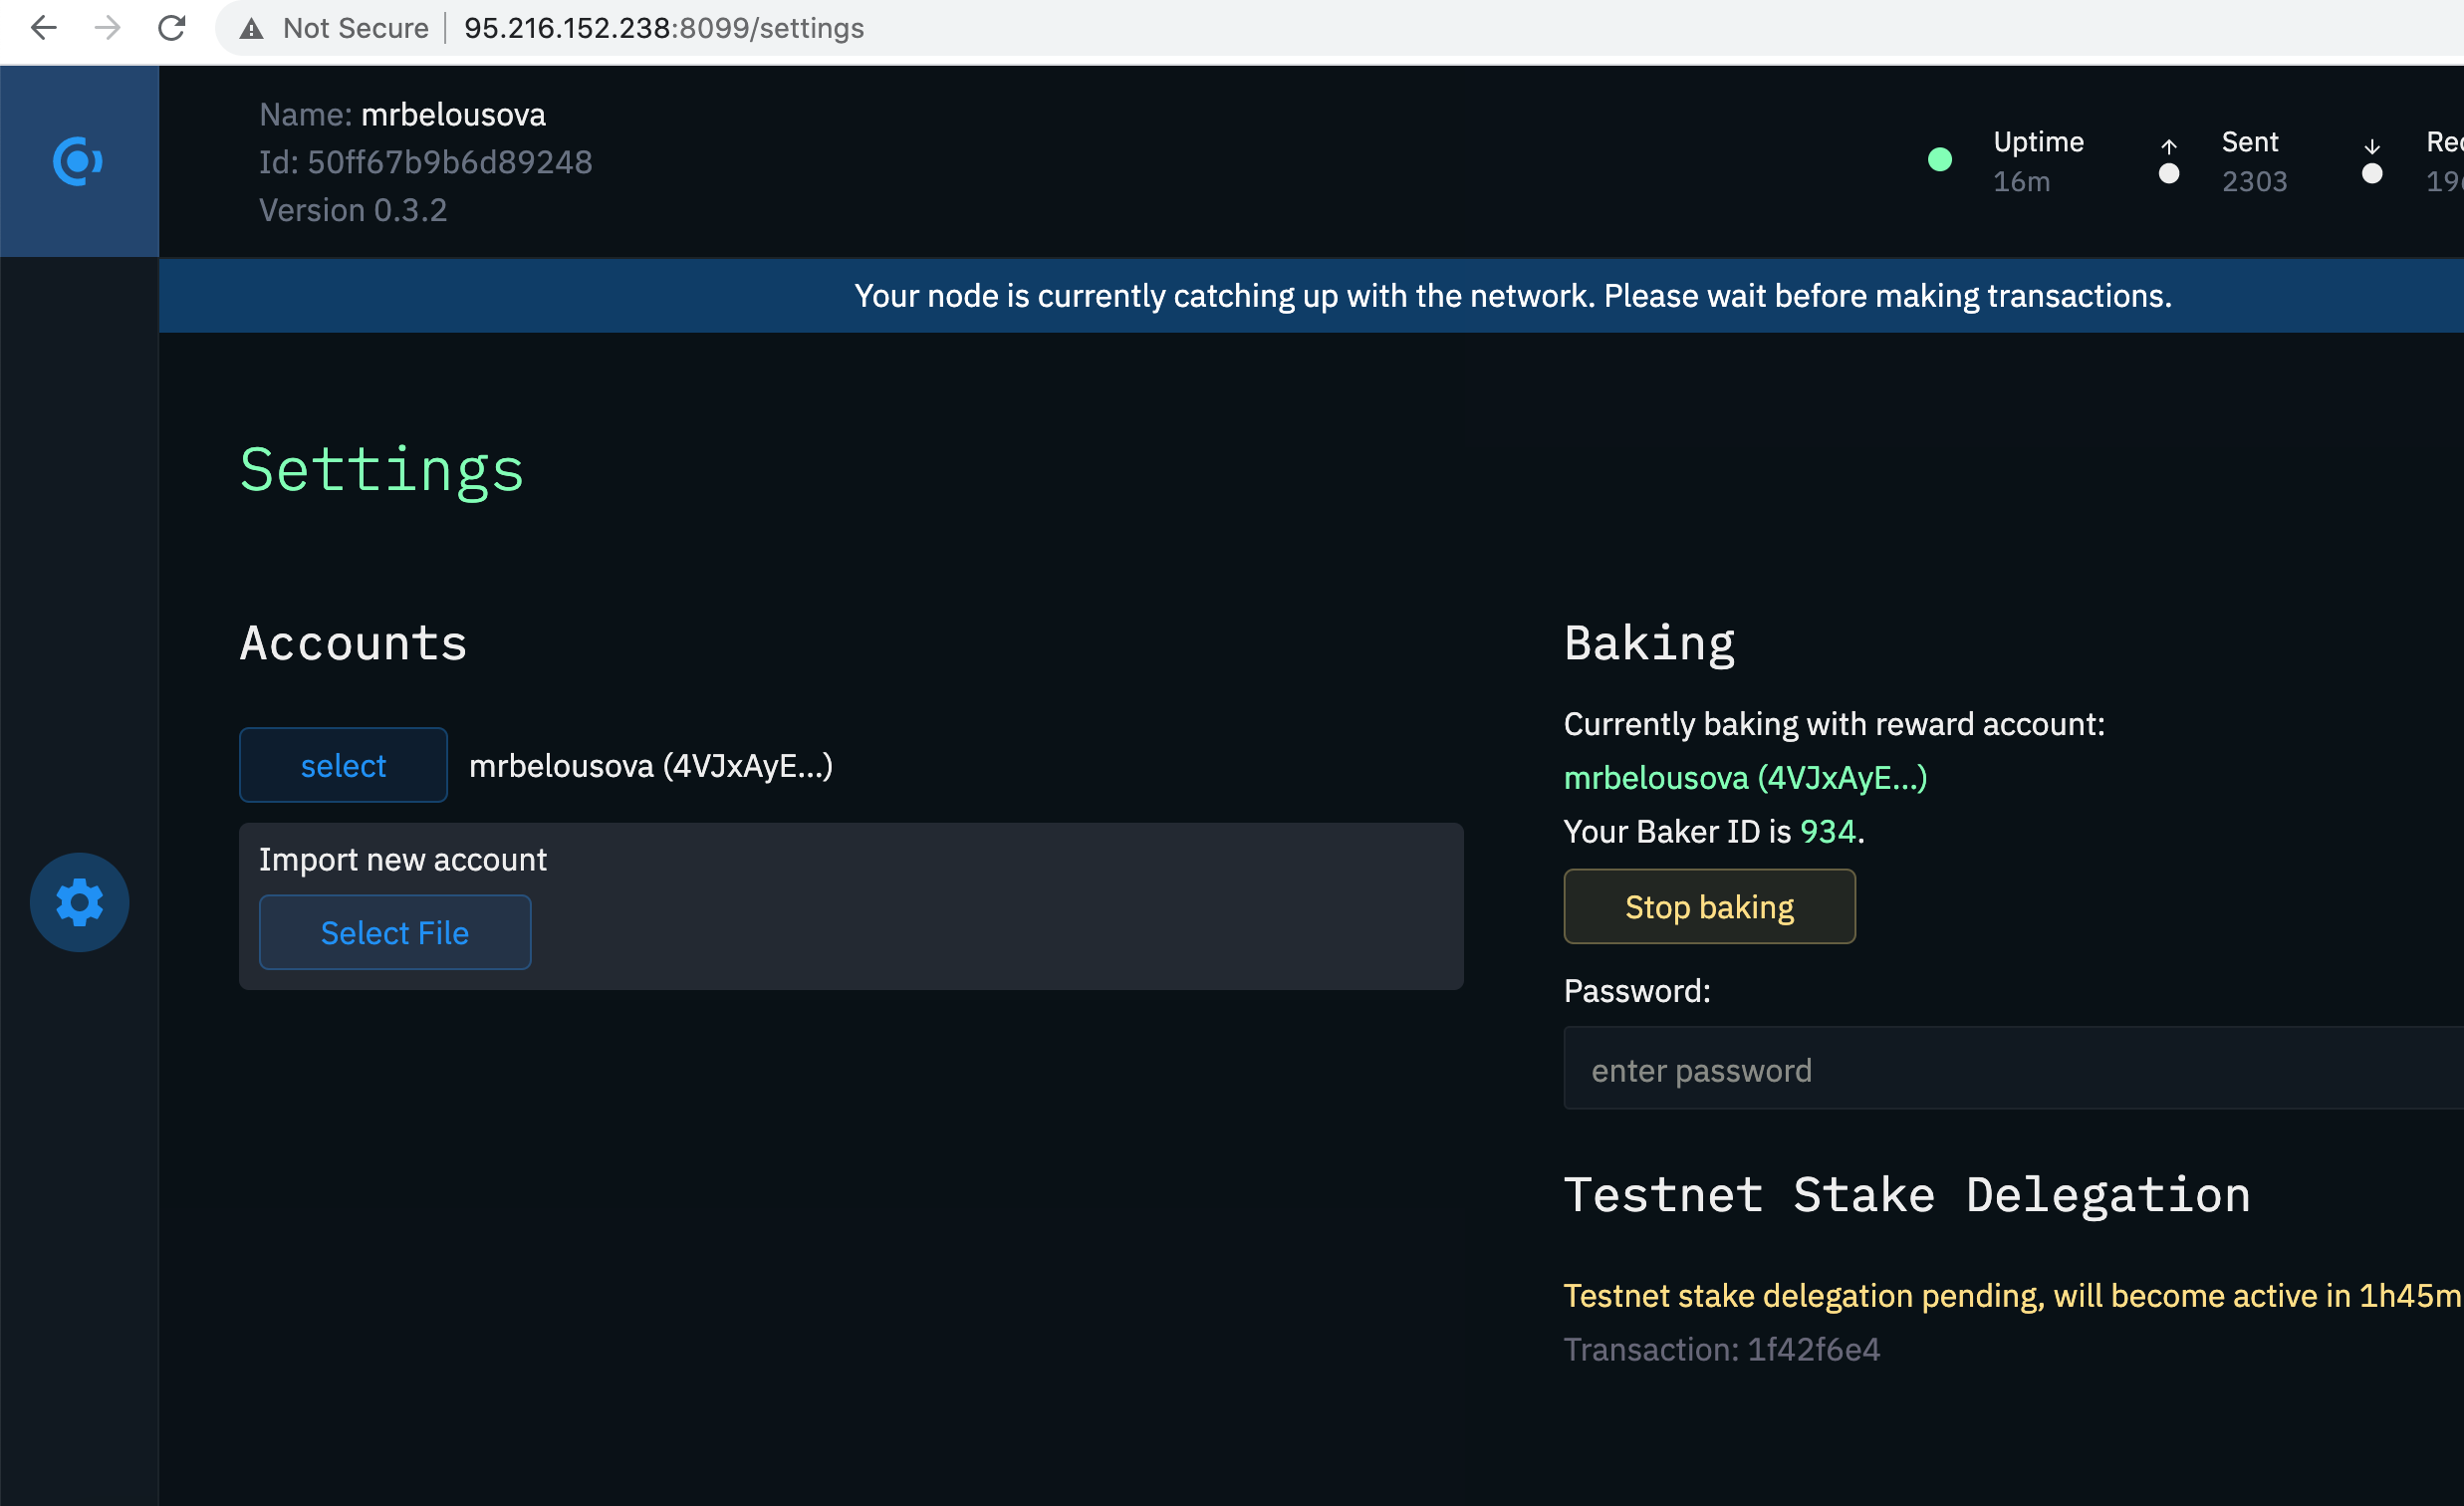 Not Secure 95.216.152.238:8099/settings
Name: mrbelousova
Id: 50ff67b9b6d89248
Version 0.3.2
Uptime
16m
Sent
2303
Your node is currently catching up with the network. Please wait before making transactions.
Settings
Accounts
select mrbelousova (4VJxAyE...)
Import new account
Select File
Baking
Currently baking with reward account:
mrbelousova (4VJxAyE...)
Your Baker ID is 934.
Stop baking
Password:
enter password
Testnet Stake Delegation
Testnet stake delegation pending, will become active in 1h45m
Transaction: 1f42f6e4